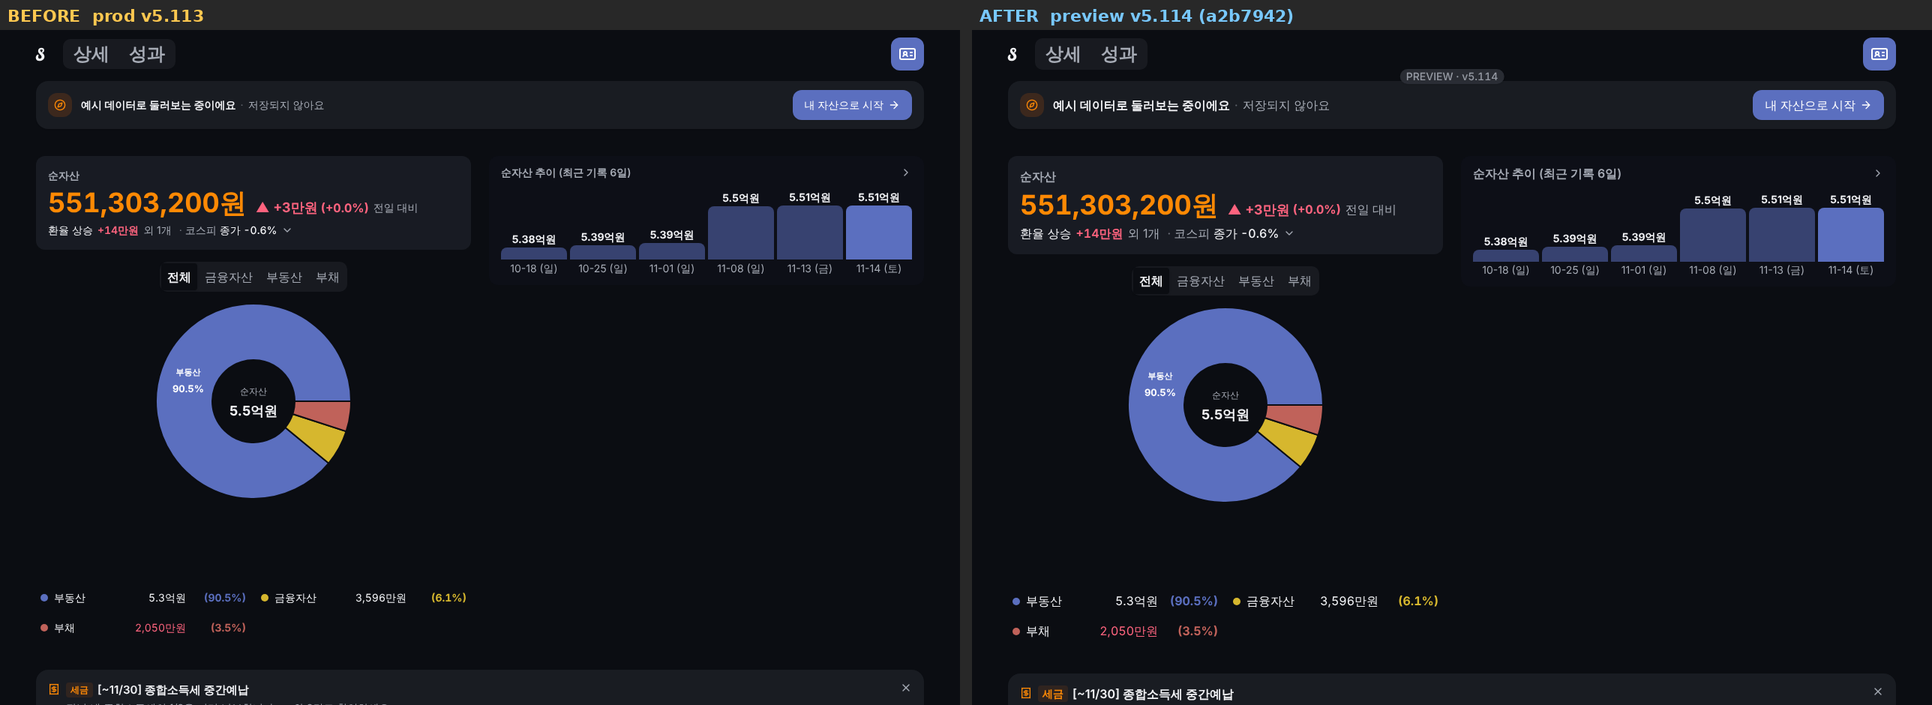 BEFORE prod v5.113
상세 성과
예시 데이터로 둘러보는 중이에요 · 저장되지 않아요
내 자산으로 시작 →
순자산
551,303,200원 ▲ +3만원 (+0.0%) 전일 대비
환율 상승 +14만원 외 1개 · 코스피 종가 -0.6%
순자산 추이 (최근 기록 6일)
5.38억원 5.39억원 5.39억원 5.5억원 5.51억원 5.51억원
10-18 (일) 10-25 (일) 11-01 (일) 11-08 (일) 11-13 (금) 11-14 (토)
전체 금융자산 부동산 부채
부동산
90.5%
순자산
5.5억원
부동산 5.3억원 (90.5%) 금융자산 3,596만원 (6.1%)
부채 2,050만원 (3.5%)
세금 [~11/30] 종합소득세 중간예납
AFTER preview v5.114 (a2b7942)
상세 성과
PREVIEW · v5.114
예시 데이터로 둘러보는 중이에요 · 저장되지 않아요
내 자산으로 시작 →
순자산
551,303,200원 ▲ +3만원 (+0.0%) 전일 대비
환율 상승 +14만원 외 1개 · 코스피 종가 -0.6%
순자산 추이 (최근 기록 6일)
5.38억원 5.39억원 5.39억원 5.5억원 5.51억원 5.51억원
10-18 (일) 10-25 (일) 11-01 (일) 11-08 (일) 11-13 (금) 11-14 (토)
전체 금융자산 부동산 부채
부동산
90.5%
순자산
5.5억원
부동산 5.3억원 (90.5%) 금융자산 3,596만원 (6.1%)
부채 2,050만원 (3.5%)
세금 [~11/30] 종합소득세 중간예납